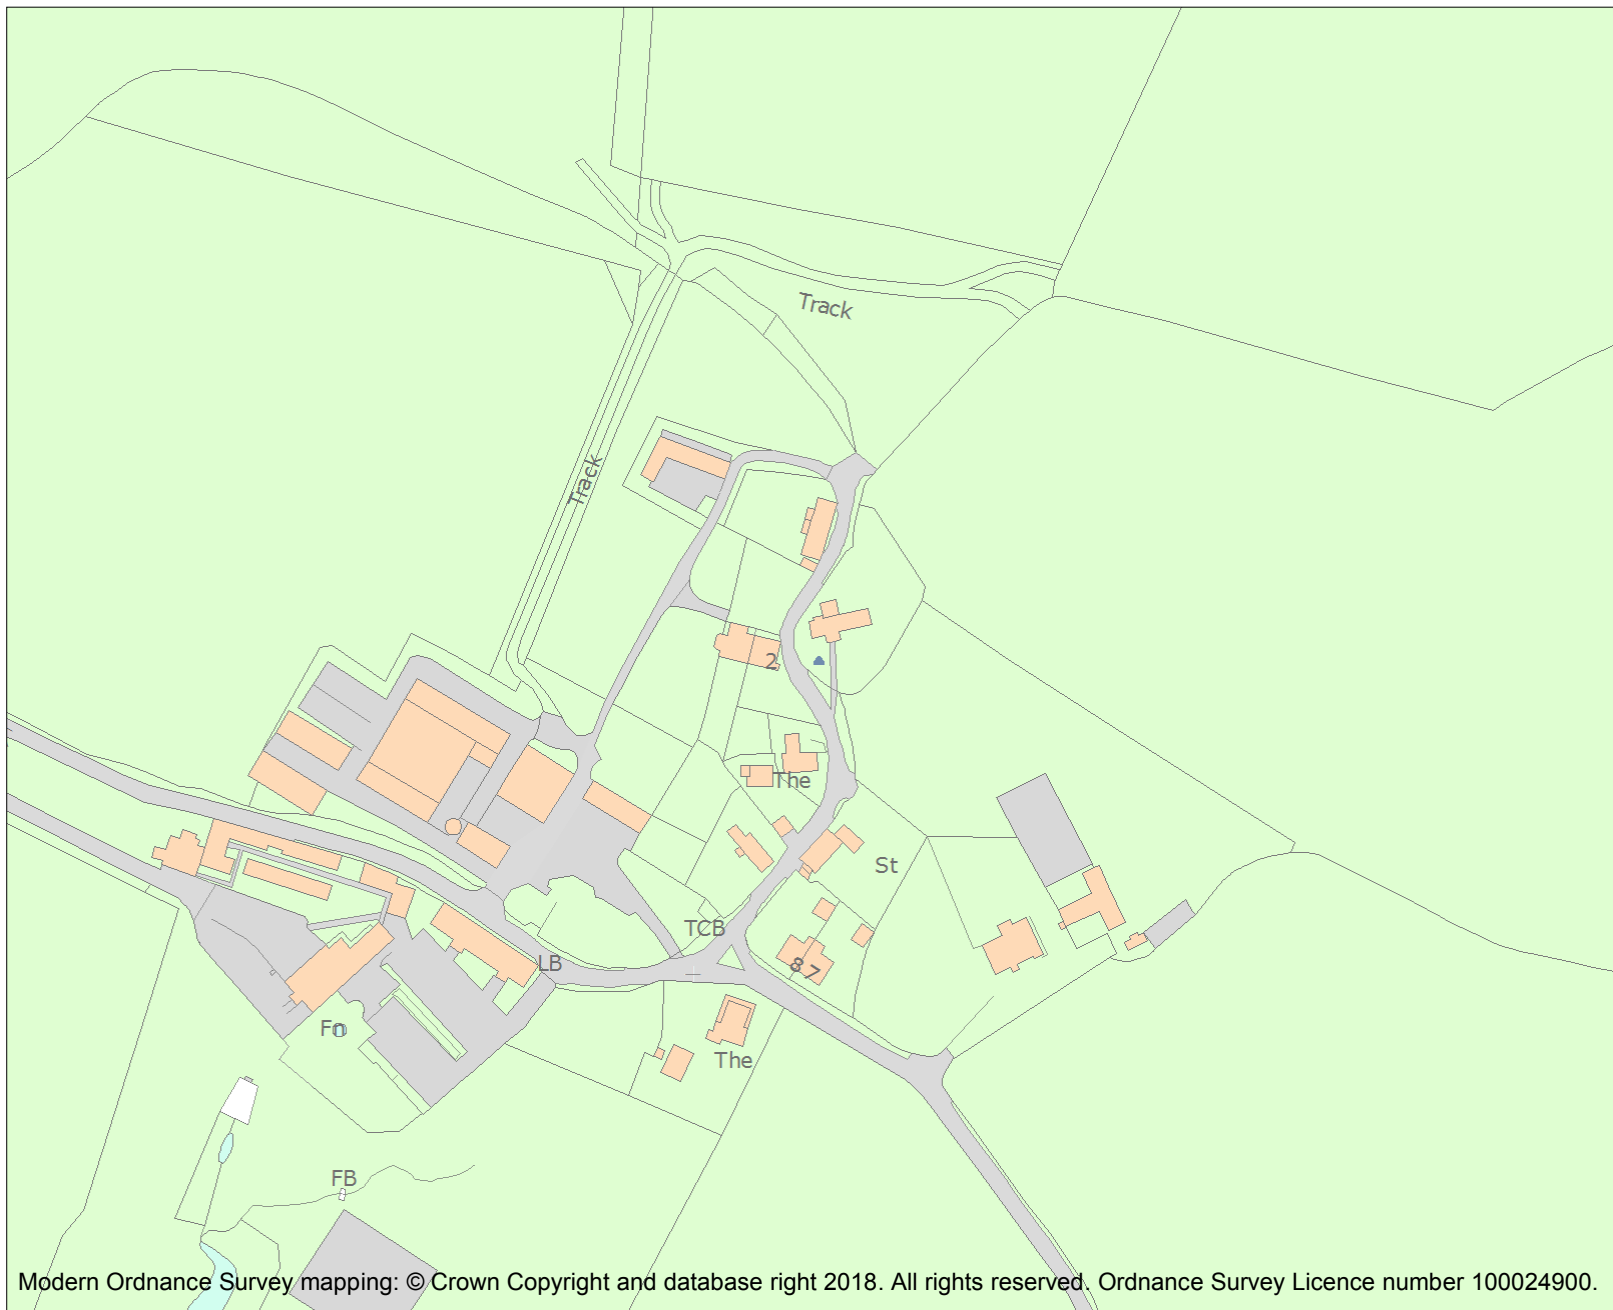 Track
Track
2
The
St
TCB
LB
8 7
Fn
The
FB
Modern Ordnance Survey mapping: © Crown Copyright and database right 2018. All rights reserved. Ordnance Survey Licence number 100024900.